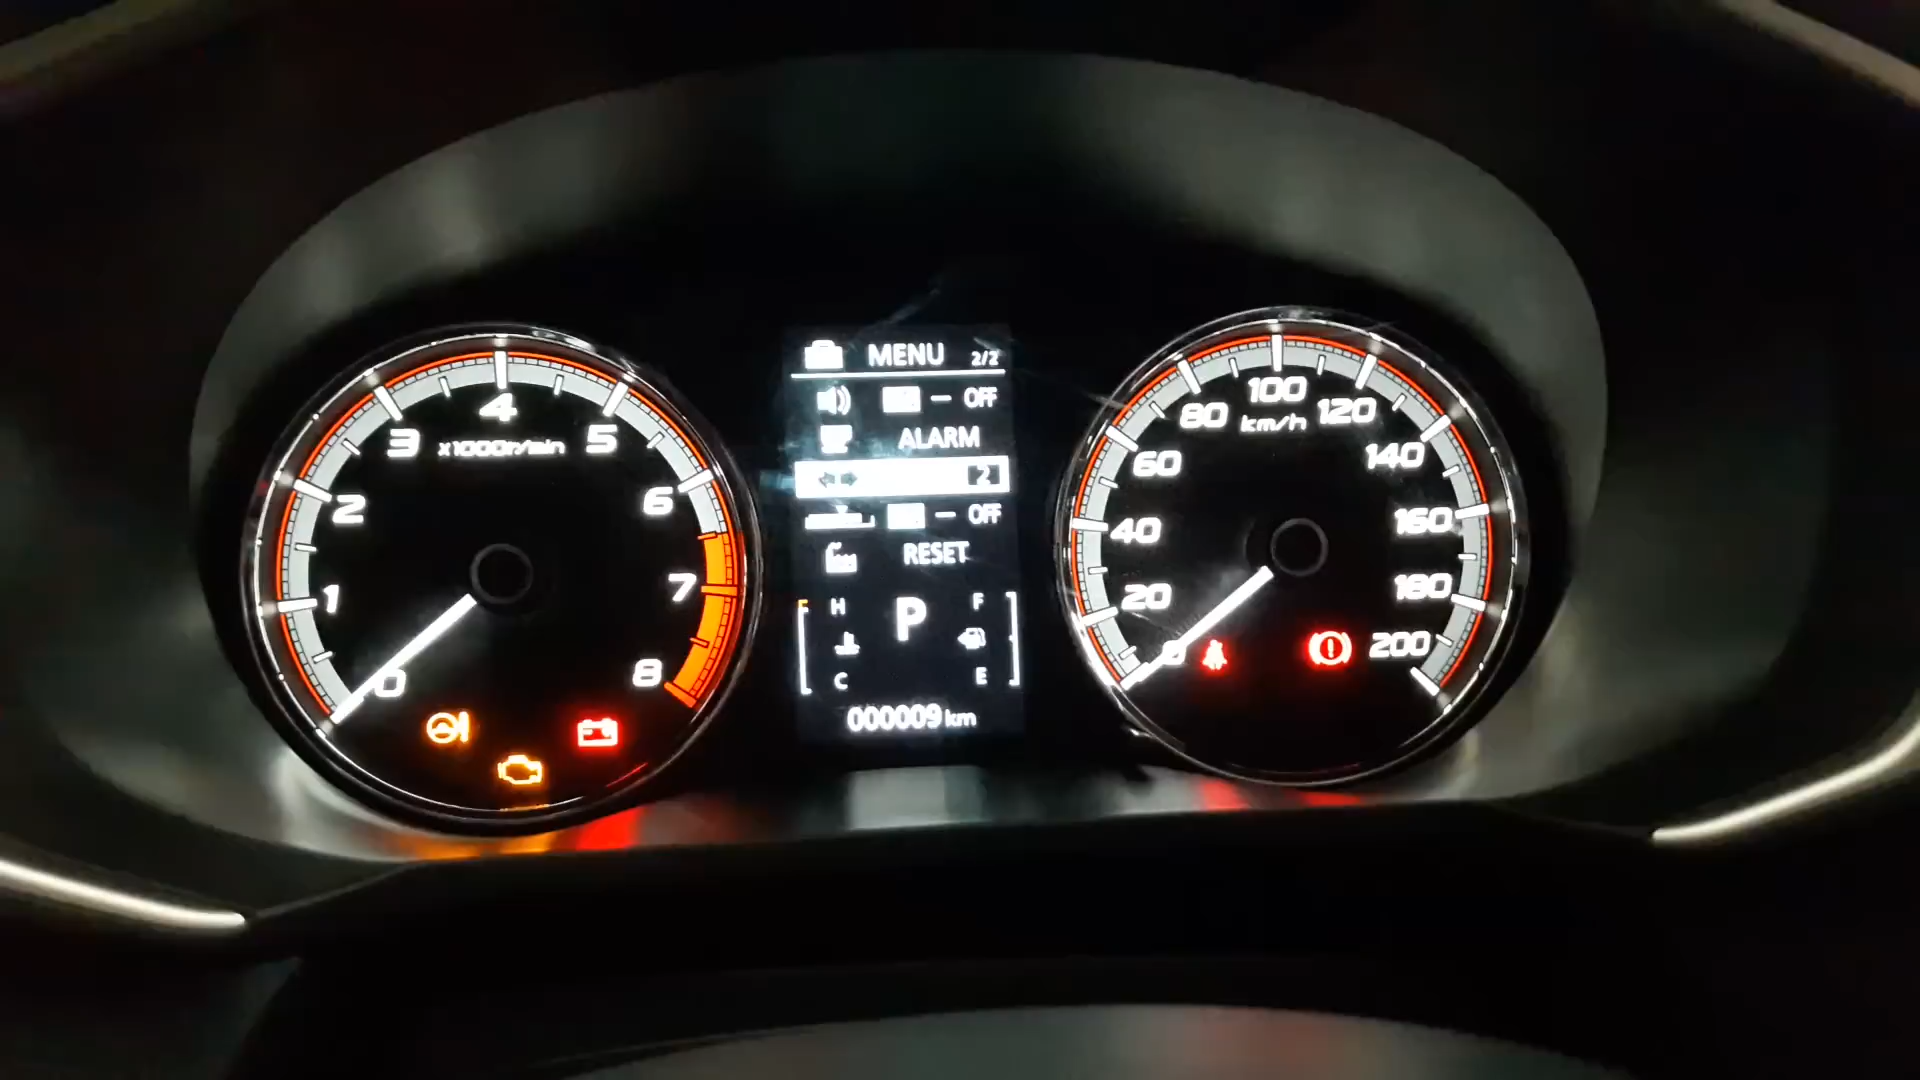 MENU 2/2
— OFF
ALARM
2
— OFF
RESET
H P F
C E
000009 km
0 1 2 3 4 5 6 7 8
x1000r/min
0 20 40 60 80 100 120 140 160 180 200
km/h